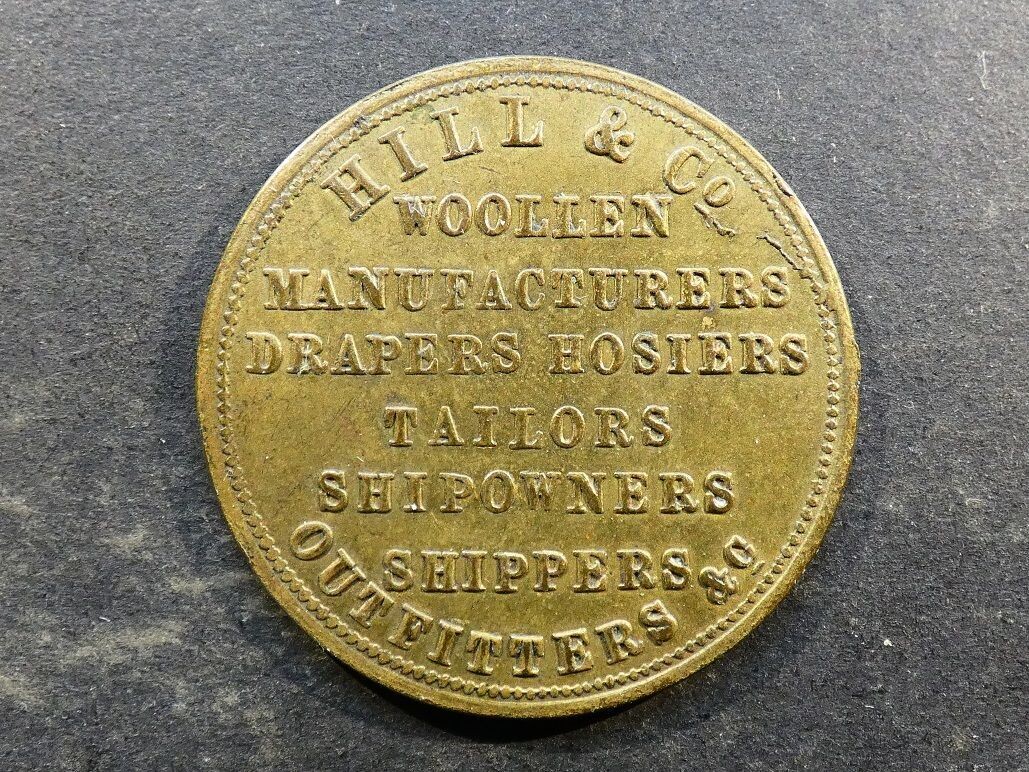 HILL & Co.
WOOLLEN
MANUFACTURERS
DRAPERS HOSIERS
TAILORS
SHIPOWNERS
SHIPPERS
OUTFITTERS &c